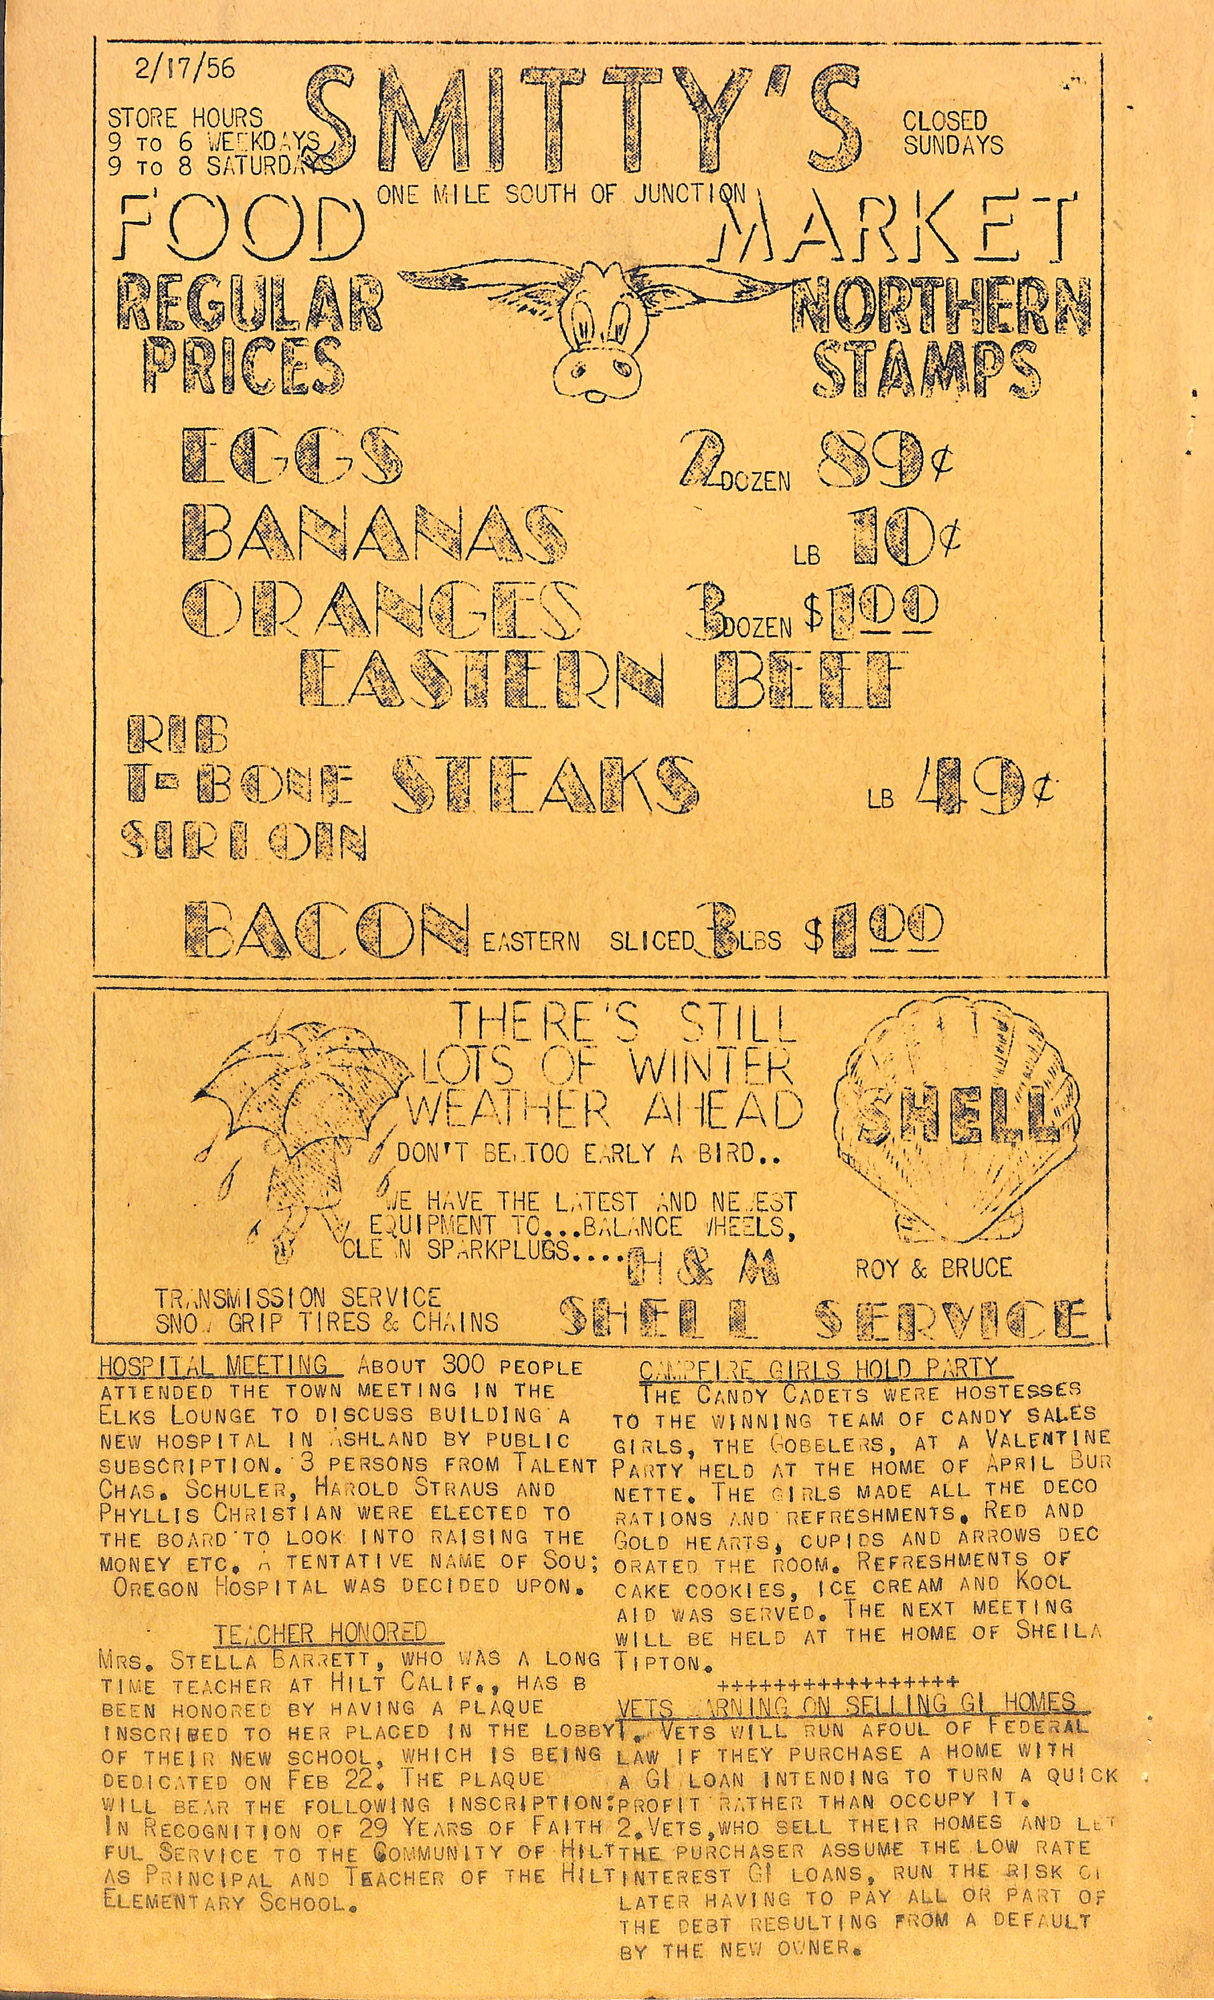 2/17/56
SMITTY'S
STORE HOURS
9 TO 6 WEEKDAYS
9 TO 8 SATURDAYS
CLOSED
SUNDAYS
ONE MILE SOUTH OF JUNCTION
FOOD MARKET
REGULAR
PRICES
NORTHERN
STAMPS
EGGS 2 DOZEN 89¢
BANANAS LB 10¢
ORANGES 3 DOZEN $1.00
EASTERN BEEF
RIB
T-BONE STEAKS LB 49¢
SIRLOIN
BACON EASTERN SLICED 3 LBS $1.00
THERE'S STILL
LOTS OF WINTER
WEATHER AHEAD
DON'T BE..TOO EARLY A BIRD..
WE HAVE THE LATEST AND NEWEST
EQUIPMENT TO...BALANCE WHEELS,
CLEAN SPARKPLUGS....
SHELL
ROY & BRUCE
H & M
SHELL SERVICE
TRANSMISSION SERVICE
SNOW GRIP TIRES & CHAINS
HOSPITAL MEETING ABOUT 300 PEOPLE
ATTENDED THE TOWN MEETING IN THE
ELKS LOUNGE TO DISCUSS BUILDING A
NEW HOSPITAL IN ASHLAND BY PUBLIC
SUBSCRIPTION. 3 PERSONS FROM TALENT
CHAS. SCHULER, HAROLD STRAUS AND
PHYLLIS CHRISTIAN WERE ELECTED TO
THE BOARD TO LOOK INTO RAISING THE
MONEY ETC. A TENTATIVE NAME OF SOU;
OREGON HOSPITAL WAS DECIDED UPON.
TEACHER HONORED
MRS. STELLA BARRETT, WHO WAS A LONG
TIME TEACHER AT HILT CALIF., HAS B
BEEN HONORED BY HAVING A PLAQUE
INSCRIBED TO HER PLACED IN THE LOBBY
OF THEIR NEW SCHOOL, WHICH IS BEING
DEDICATED ON FEB 22. THE PLAQUE
WILL BEAR THE FOLLOWING INSCRIPTION:
IN RECOGNITION OF 29 YEARS OF FAITH
FUL SERVICE TO THE COMMUNITY OF HILT
AS PRINCIPAL AND TEACHER OF THE HILT
ELEMENTARY SCHOOL.
CAMPFIRE GIRLS HOLD PARTY
THE CANDY CADETS WERE HOSTESSES
TO THE WINNING TEAM OF CANDY SALES
GIRLS, THE GOBBLERS, AT A VALENTINE
PARTY HELD AT THE HOME OF APRIL BUR
NETTE. THE GIRLS MADE ALL THE DECO
RATIONS AND REFRESHMENTS. RED AND
GOLD HEARTS, CUPIDS AND ARROWS DEC
ORATED THE ROOM. REFRESHMENTS OF
CAKE COOKIES, ICE CREAM AND KOOL
AID WAS SERVED. THE NEXT MEETING
WILL BE HELD AT THE HOME OF SHEILA
TIPTON.
+++++++++++++++++
VETS WARNING ON SELLING GI HOMES
1. VETS WILL RUN AFOUL OF FEDERAL
LAW IF THEY PURCHASE A HOME WITH
A GI LOAN INTENDING TO TURN A QUICK
PROFIT RATHER THAN OCCUPY IT.
2.VETS,WHO SELL THEIR HOMES AND LET
THE PURCHASER ASSUME THE LOW RATE
INTEREST GI LOANS, RUN THE RISK OF
LATER HAVING TO PAY ALL OR PART OF
THE DEBT RESULTING FROM A DEFAULT
BY THE NEW OWNER.